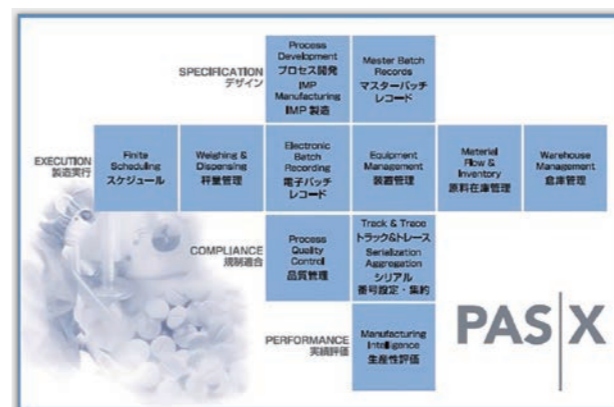 SPECIFICATION
デザイン
Process
Development
プロセス開発
IMP
Manufacturing
IMP 製造
Master Batch
Records
マスターバッチ
レコード
EXECUTION
製造実行
Finite
Scheduling
スケジュール
Weighing &
Dispensing
秤量管理
Electronic
Batch
Recording
電子バッチ
レコード
Equipment
Management
装置管理
Material
Flow &
Inventory
原料在庫管理
Warehouse
Management
倉庫管理
COMPLIANCE
規制適合
Process
Quality
Control
品質管理
Track & Trace
トラック&トレース
Serialization
Aggregation
シリアル
番号設定・集約
PERFORMANCE
実績評価
Manufacturing
Intelligence
生産性評価
PAS|X